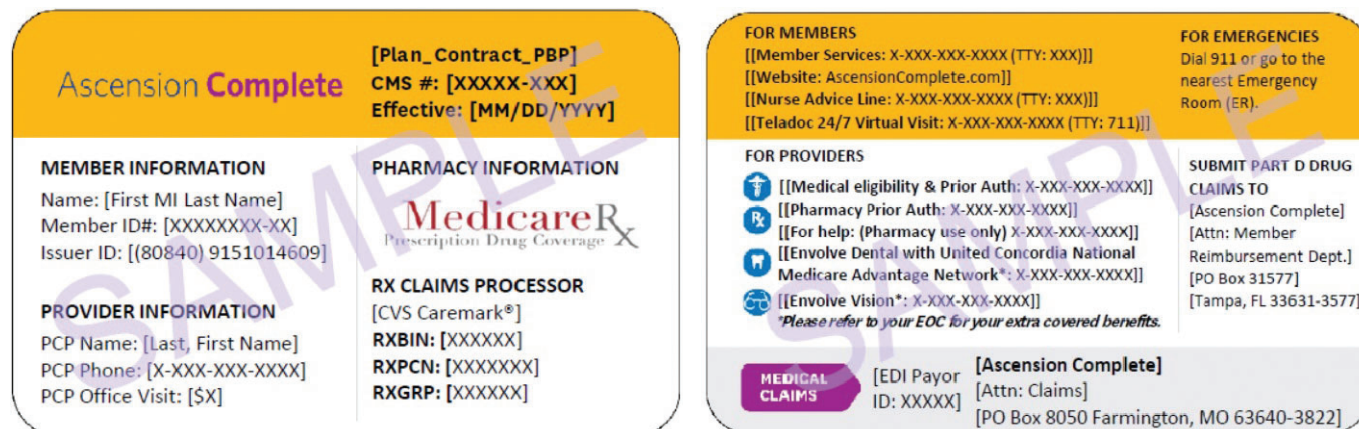 Ascension Complete
[Plan_Contract_PBP]
CMS #: [XXXXX-XXX]
Effective: [MM/DD/YYYY]
MEMBER INFORMATION
Name: [First MI Last Name]
Member ID#: [XXXXXXXX-XX]
Issuer ID: [(80840) 9151014609]
PROVIDER INFORMATION
PCP Name: [Last, First Name]
PCP Phone: [X-XXX-XXX-XXXX]
PCP Office Visit: [$X]
PHARMACY INFORMATION
MedicareRx
Prescription Drug Coverage
RX CLAIMS PROCESSOR
[CVS Caremark®]
RXBIN: [XXXXXX]
RXPCN: [XXXXXXX]
RXGRP: [XXXXXX]
SAMPLE
FOR MEMBERS
[[Member Services: X-XXX-XXX-XXXX (TTY: XXX)]]
[[Website: AscensionComplete.com]]
[[Nurse Advice Line: X-XXX-XXX-XXXX (TTY: XXX)]]
[[Teladoc 24/7 Virtual Visit: X-XXX-XXX-XXXX (TTY: 711)]]
FOR EMERGENCIES
Dial 911 or go to the
nearest Emergency
Room (ER).
FOR PROVIDERS
[[Medical eligibility & Prior Auth: X-XXX-XXX-XXXX]]
Rx
[[Pharmacy Prior Auth: X-XXX-XXX-XXXX]]
[[For help: (Pharmacy use only) X-XXX-XXX-XXXX]]
[[Envolve Dental with United Concordia National
Medicare Advantage Network*: X-XXX-XXX-XXXX]]
[[Envolve Vision*: X-XXX-XXX-XXXX]]
*Please refer to your EOC for your extra covered benefits.
SUBMIT PART D DRUG
CLAIMS TO
[Ascension Complete]
[Attn: Member
Reimbursement Dept.]
[PO Box 31577]
[Tampa, FL 33631-3577]
MEDICAL
CLAIMS
[EDI Payor
ID: XXXXX]
[Ascension Complete]
[Attn: Claims]
[PO Box 8050 Farmington, MO 63640-3822]
SAMPLE